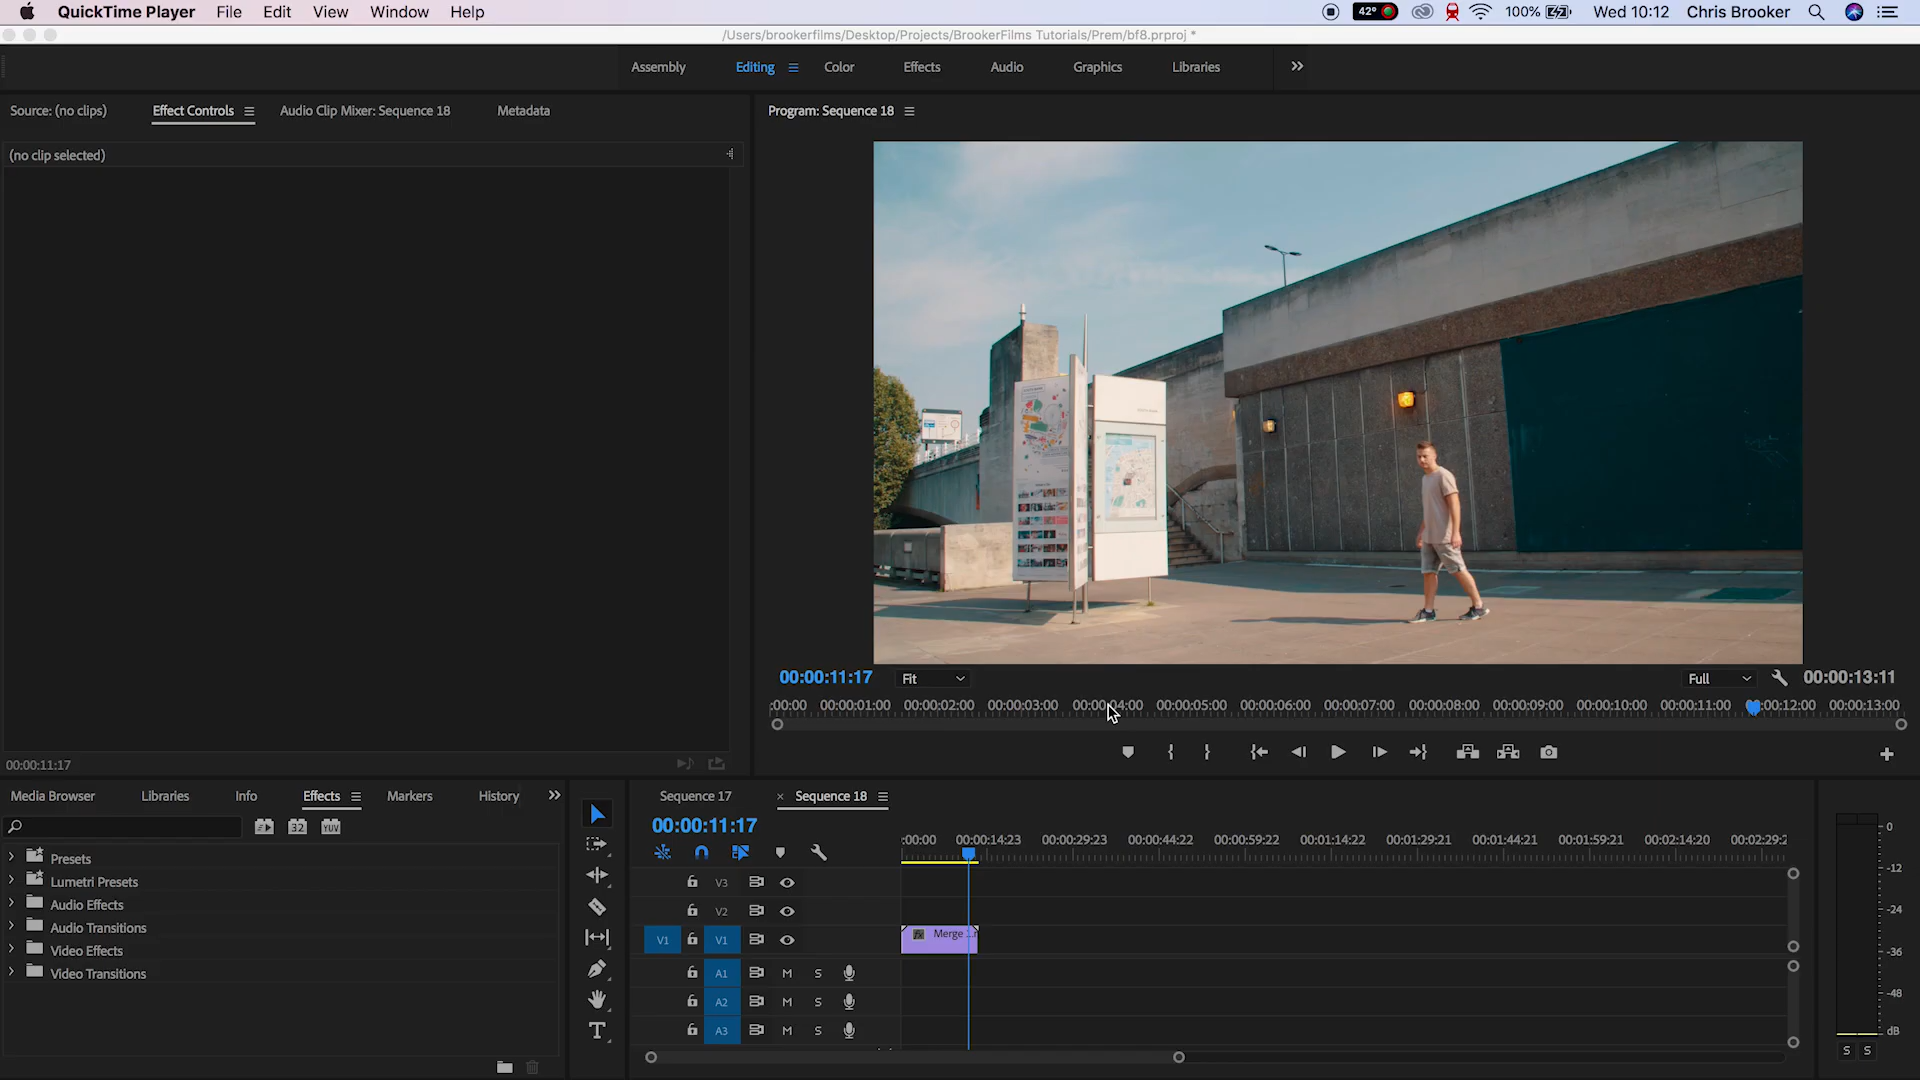 QuickTime Player File Edit View Window Help 42° 100% Wed 10:12 Chris Brooker
/Users/brookerfilms/Desktop/Projects/BrookerFilms Tutorials/Prem/bf8.prproj *
Assembly Editing Color Effects Audio Graphics Libraries
Source: (no clips) Effect Controls Audio Clip Mixer: Sequence 18 Metadata
Program: Sequence 18
(no clip selected)
00:00:11:17 Fit Full 00:00:13:11
:00:00 00:00:01:00 00:00:02:00 00:00:03:00 00:00:04:00 00:00:05:00 00:00:06:00 00:00:07:00 00:00:08:00 00:00:09:00 00:00:10:00 00:00:11:00 00:00:12:00 00:00:13:00
00:00:11:17
Media Browser Libraries Info Effects Markers History
32 YUV
Presets
Lumetri Presets
Audio Effects
Audio Transitions
Video Effects
Video Transitions
Sequence 17 × Sequence 18
00:00:11:17
:00:00 00:00:14:23 00:00:29:23 00:00:44:22 00:00:59:22 00:01:14:22 00:01:29:21 00:01:44:21 00:01:59:21 00:02:14:20 00:02:29:2
V3
V2
V1 V1 fx Merge
A1 M S
A2 M S
A3 M S
0
-12
-24
-36
-48
dB
S S